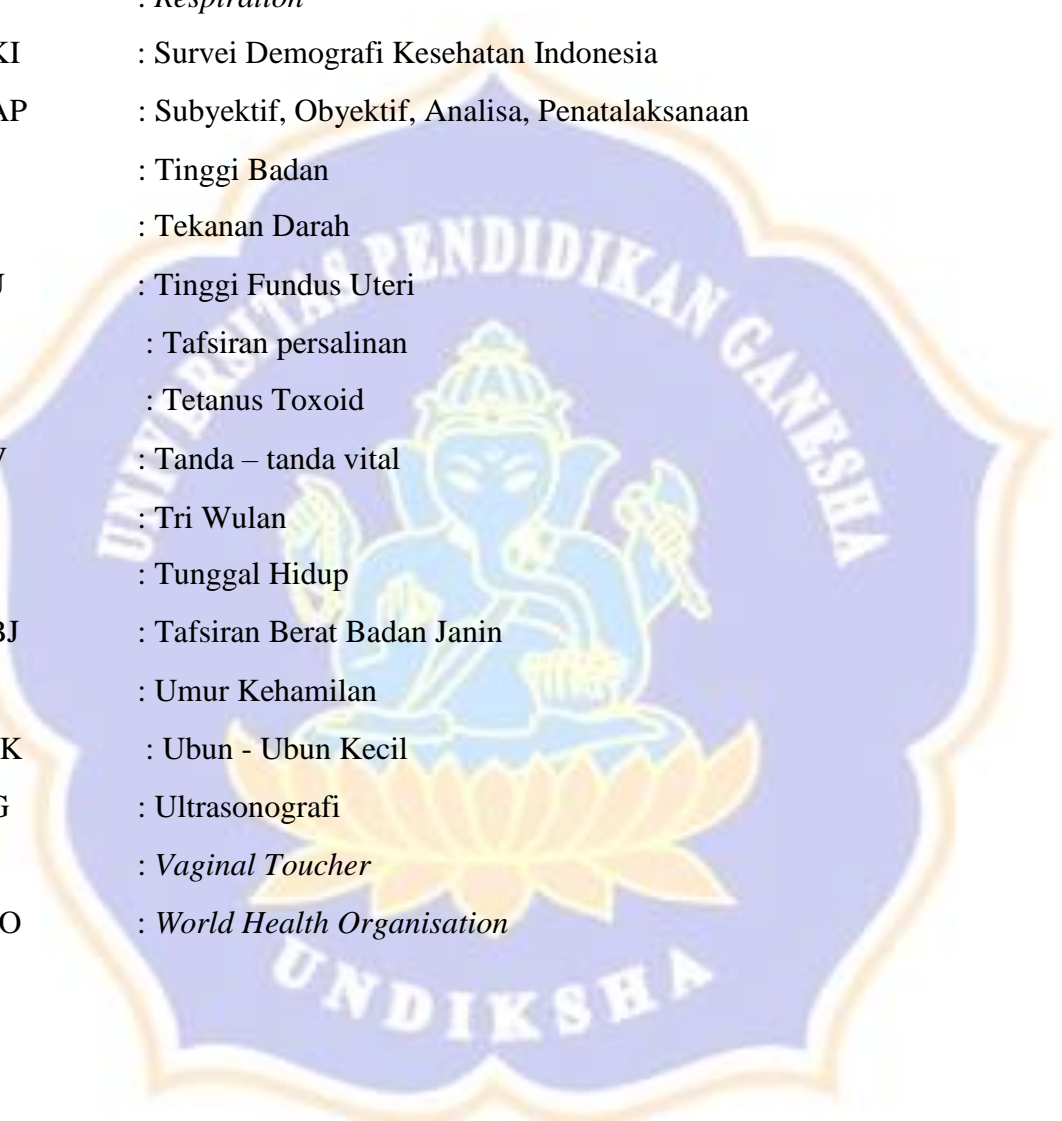 : Respiration
KI : Survei Demografi Kesehatan Indonesia
AP : Subyektif, Obyektif, Analisa, Penatalaksanaan
: Tinggi Badan
: Tekanan Darah
J : Tinggi Fundus Uteri
: Tafsiran persalinan
: Tetanus Toxoid
V : Tanda – tanda vital
: Tri Wulan
: Tunggal Hidup
BJ : Tafsiran Berat Badan Janin
: Umur Kehamilan
K : Ubun - Ubun Kecil
G : Ultrasonografi
: Vaginal Toucher
O : World Health Organisation
UNIVERSITAS PENDIDIKAN GANESHA
UNDIKSHA